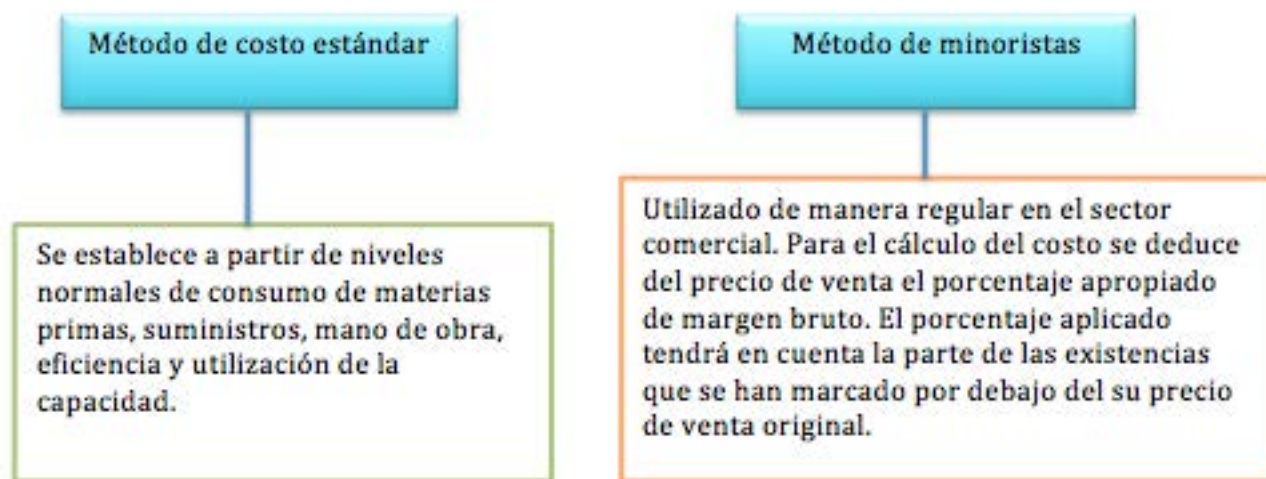 Método de costo estándar
Se establece a partir de niveles
normales de consumo de materias
primas, suministros, mano de obra,
eficiencia y utilización de la
capacidad.
Método de minoristas
Utilizado de manera regular en el sector
comercial. Para el cálculo del costo se deduce
del precio de venta el porcentaje apropiado
de margen bruto. El porcentaje aplicado
tendrá en cuenta la parte de las existencias
que se han marcado por debajo del su precio
de venta original.